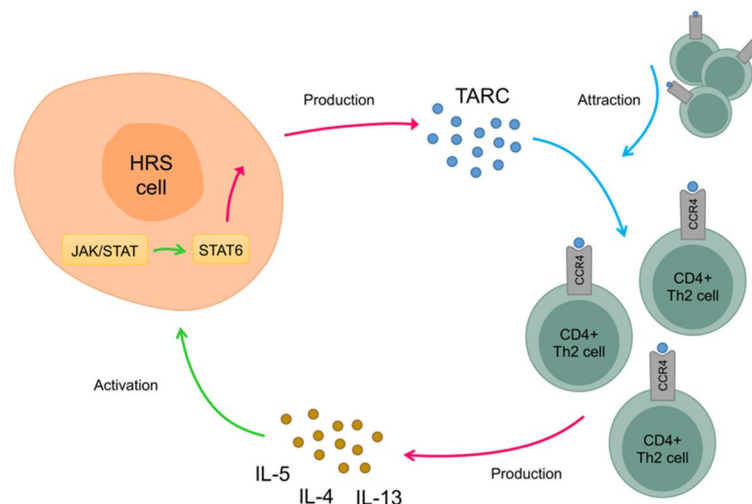 Production
TARC
Attraction
HRS
cell
JAK/STAT
STAT6
CCR4
CD4+
Th2 cell
CCR4
CD4+
Th2 cell
CCR4
CD4+
Th2 cell
Activation
IL-5
IL-4
IL-13
Production